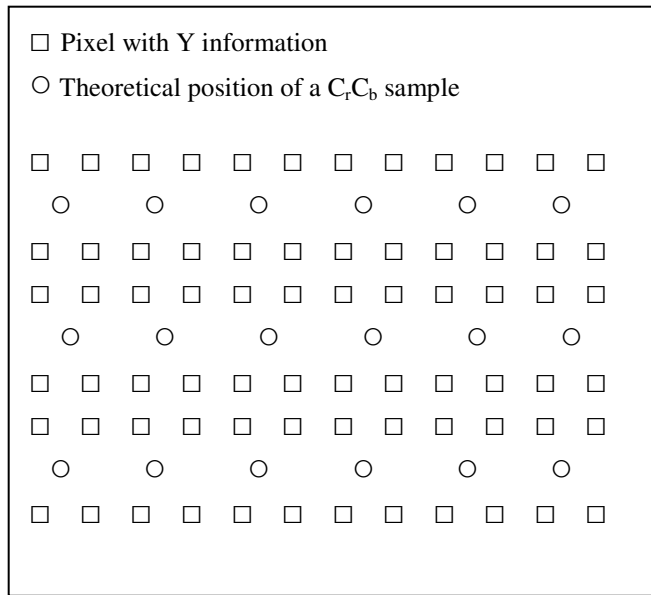 Pixel with Y information
Theoretical position of a CrCb sample